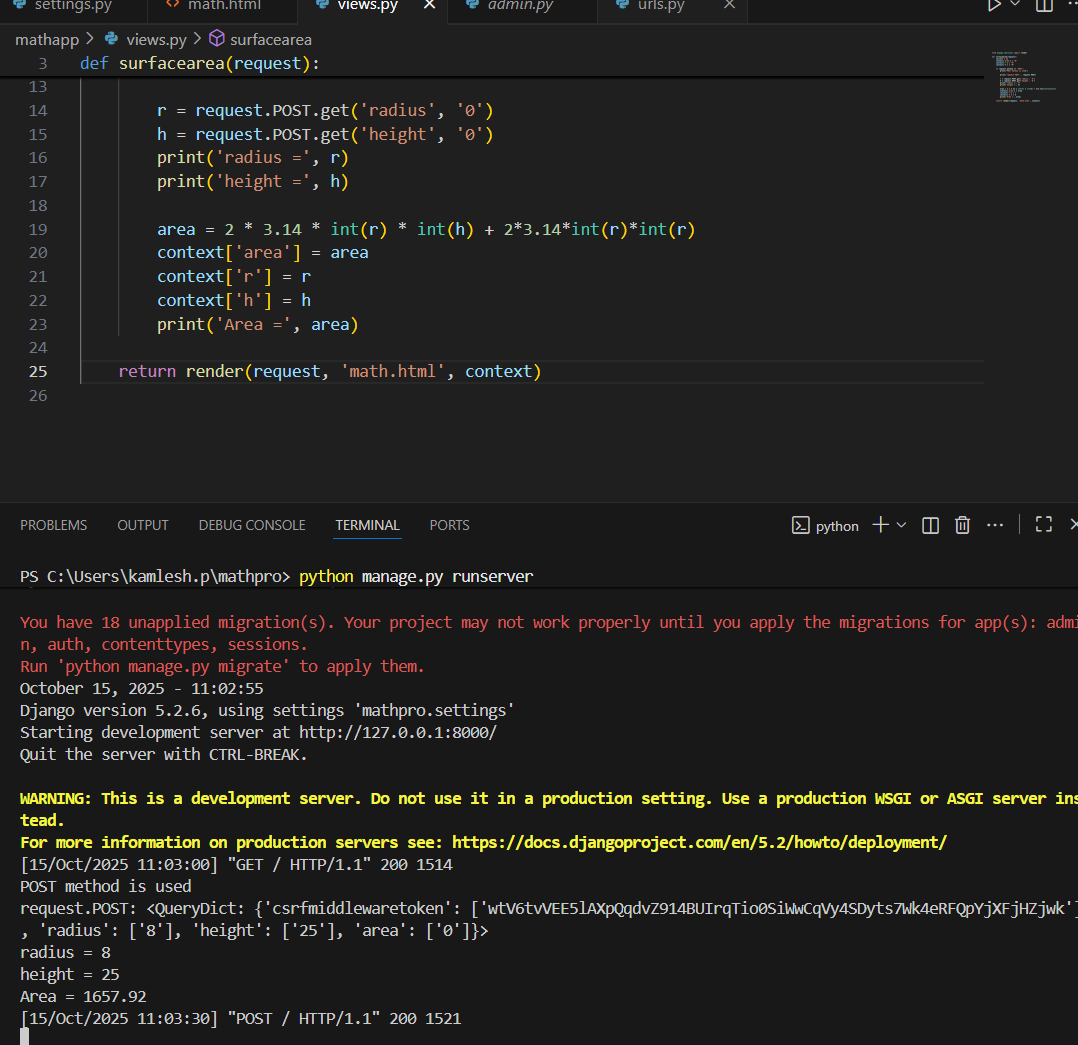 settings.py math.html views.py admin.py urls.py
mathapp > views.py > surfacearea
3 def surfacearea(request):
13
14 r = request.POST.get('radius', '0')
15 h = request.POST.get('height', '0')
16 print('radius =', r)
17 print('height =', h)
18
19 area = 2 * 3.14 * int(r) * int(h) + 2*3.14*int(r)*int(r)
20 context['area'] = area
21 context['r'] = r
22 context['h'] = h
23 print('Area =', area)
24
25 return render(request, 'math.html', context)
26
PROBLEMS OUTPUT DEBUG CONSOLE TERMINAL PORTS python
PS C:\Users\kamlesh.p\mathpro> python manage.py runserver
You have 18 unapplied migration(s). Your project may not work properly until you apply the migrations for app(s): admi
n, auth, contenttypes, sessions.
Run 'python manage.py migrate' to apply them.
October 15, 2025 - 11:02:55
Django version 5.2.6, using settings 'mathpro.settings'
Starting development server at http://127.0.0.1:8000/
Quit the server with CTRL-BREAK.
WARNING: This is a development server. Do not use it in a production setting. Use a production WSGI or ASGI server ins
tead.
For more information on production servers see: https://docs.djangoproject.com/en/5.2/howto/deployment/
[15/Oct/2025 11:03:00] "GET / HTTP/1.1" 200 1514
POST method is used
request.POST: <QueryDict: {'csrfmiddlewaretoken': ['wtV6tvVEE5lAXpQqdvZ914BUIrqTio0SiWwCqVy4SDyts7Wk4eRFQpYjXFjHZjwk']
, 'radius': ['8'], 'height': ['25'], 'area': ['0']}>
radius = 8
height = 25
Area = 1657.92
[15/Oct/2025 11:03:30] "POST / HTTP/1.1" 200 1521